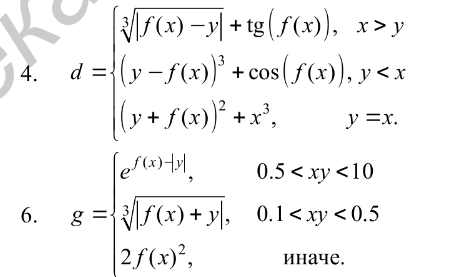 ∛|f(x) − y| + tg(f(x)), x > y
4. d = { (y − f(x))³ + cos(f(x)), y < x
(y + f(x))² + x³, y = x.
e^(f(x)−|y|), 0.5 < xy < 10
6. g = { ∛|f(x) + y|, 0.1 < xy < 0.5
2f(x)², иначе.